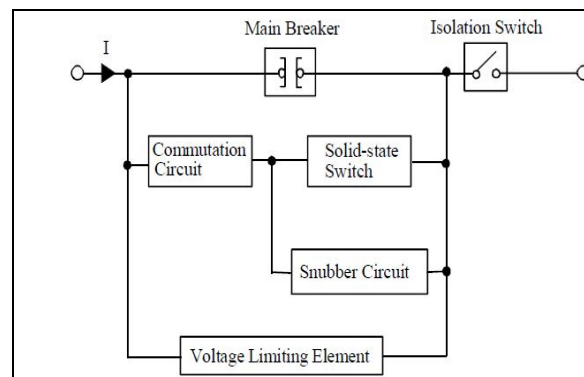 Main Breaker
Isolation Switch
I
Commutation
Circuit
Solid-state
Switch
Snubber Circuit
Voltage Limiting Element